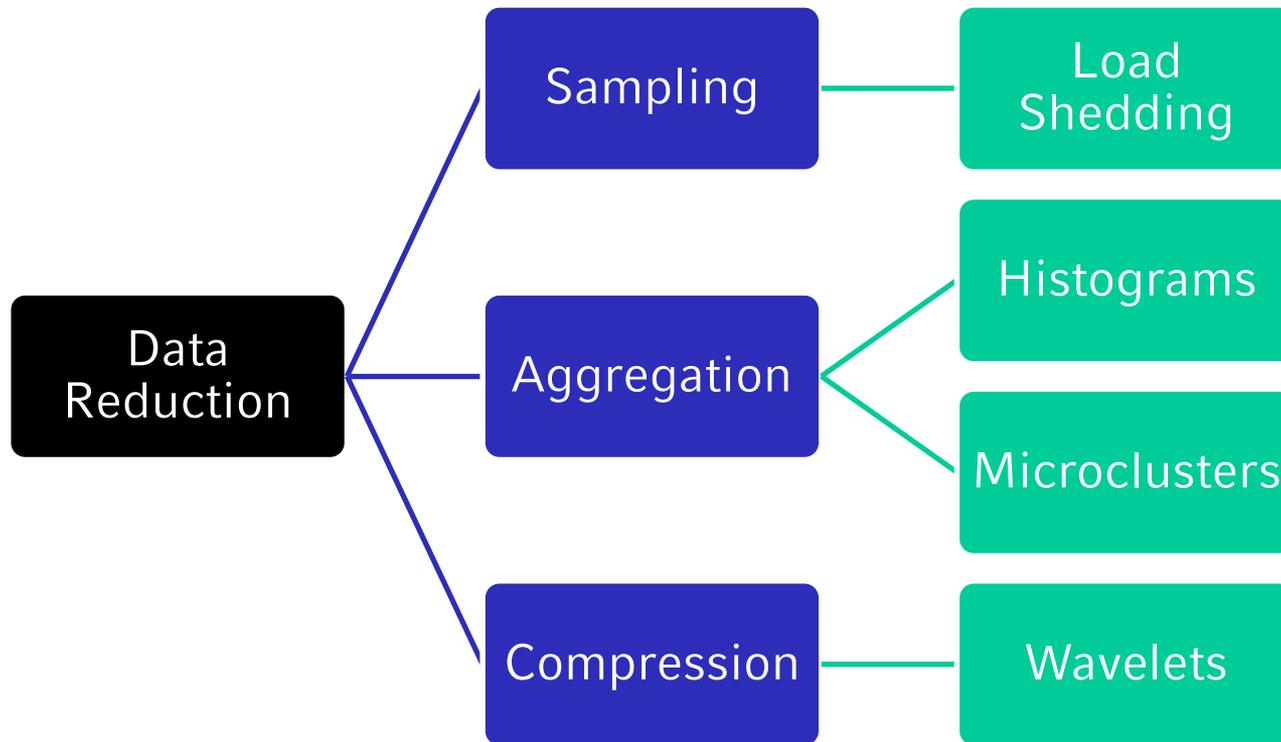 Sampling
Load
Shedding
Histograms
Data
Reduction
Aggregation
Microclusters
Compression
Wavelets